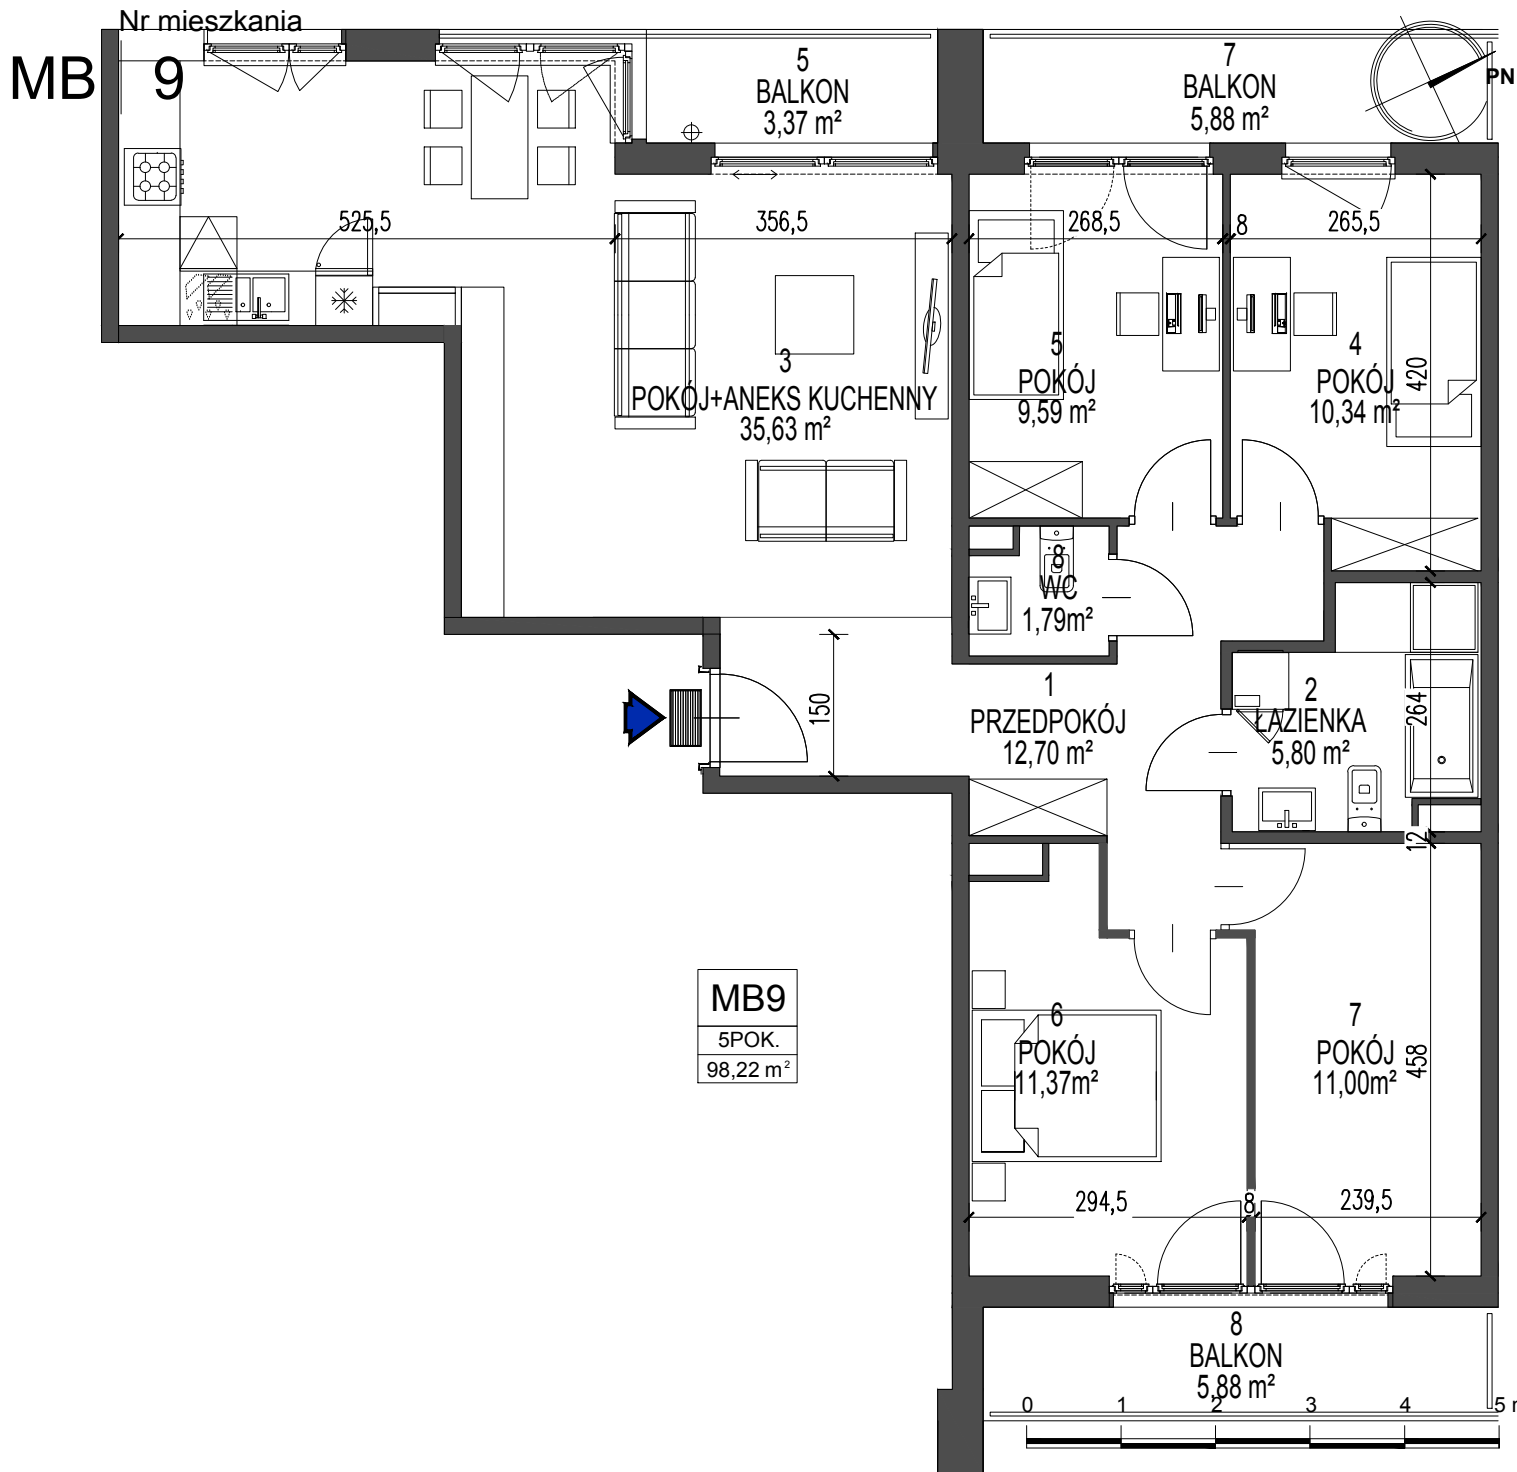 Nr mieszkania
MB 9
5
BALKON
3,37 m²
7
BALKON
5,88 m²
PN
525,5
356,5
268,5
8
265,5
3
POKÓJ+ANEKS KUCHENNY
35,63 m²
5
POKÓJ
9,59 m²
4
POKÓJ
10,34 m²
420
8
WC
1,79m²
150
1
PRZEDPOKÓJ
12,70 m²
2
ŁAZIENKA
5,80 m²
264
12
MB9
5POK.
98,22 m²
6
POKÓJ
11,37m²
7
POKÓJ
11,00m²
458
294,5
8
239,5
8
BALKON
5,88 m²
0 1 2 3 4 5 m